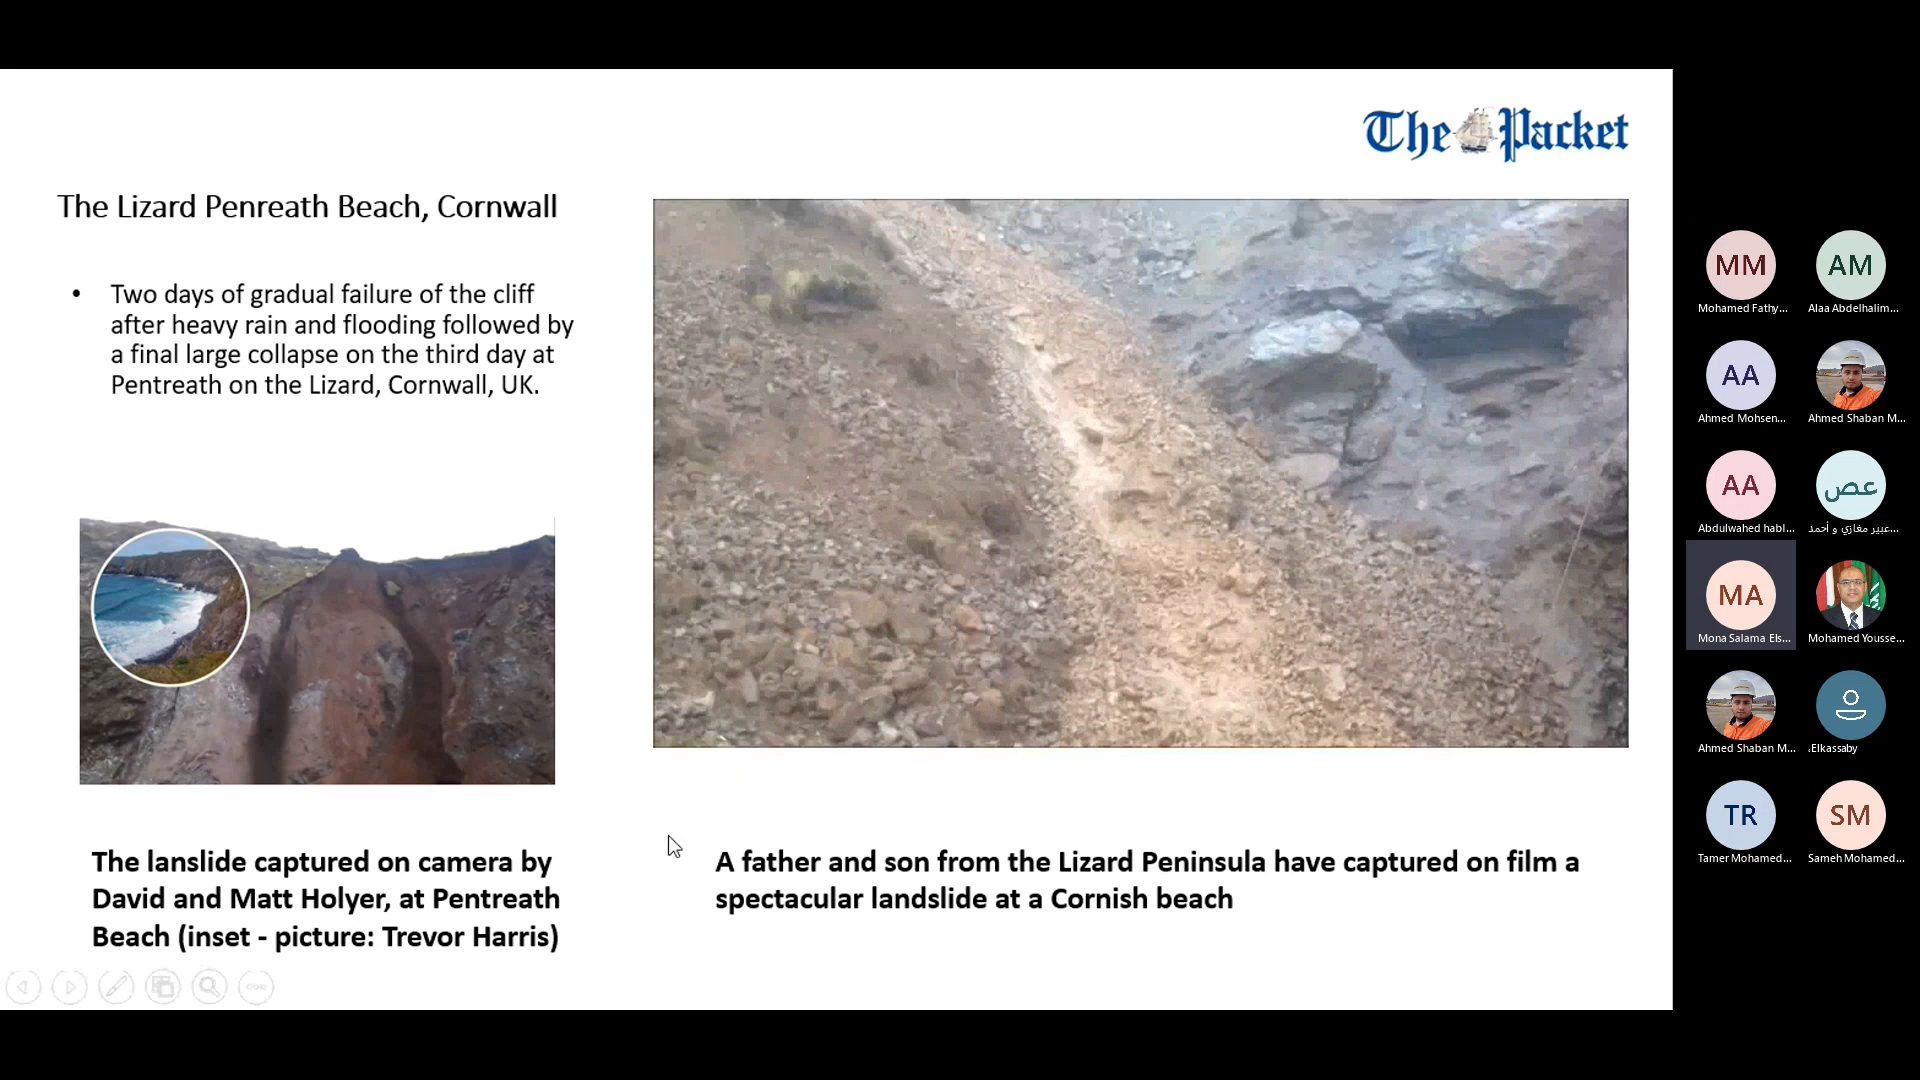 The Packet
The Lizard Penreath Beach, Cornwall
• Two days of gradual failure of the cliff
after heavy rain and flooding followed by
a final large collapse on the third day at
Pentreath on the Lizard, Cornwall, UK.
The lanslide captured on camera by
David and Matt Holyer, at Pentreath
Beach (inset - picture: Trevor Harris)
A father and son from the Lizard Peninsula have captured on film a
spectacular landslide at a Cornish beach
MM
Mohamed Fathy...
AM
Alaa Abdelhalim...
AA
Ahmed Mohsen...
Ahmed Shaban M...
AA
Abdulwahed habl...
عص
عبير مغازي و أحمد...
MA
Mona Salama Els...
Mohamed Yousse...
Ahmed Shaban M...
.Elkassaby
TR
Tamer Mohamed...
SM
Sameh Mohamed...